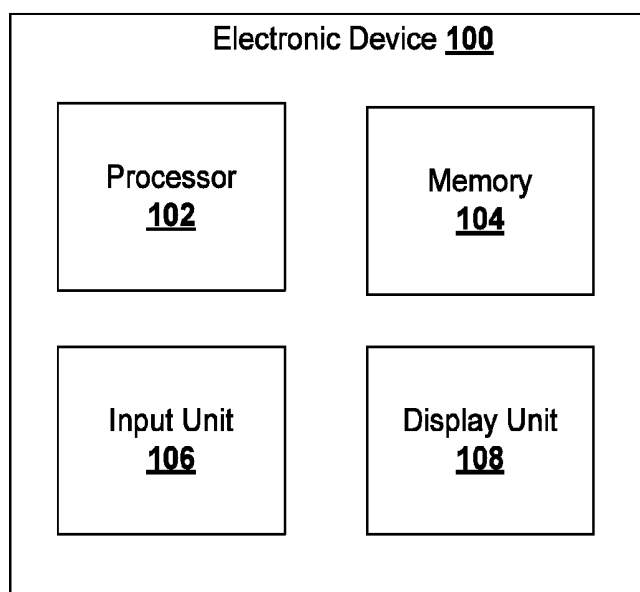 Electronic Device 100
Processor
102
Memory
104
Input Unit
106
Display Unit
108